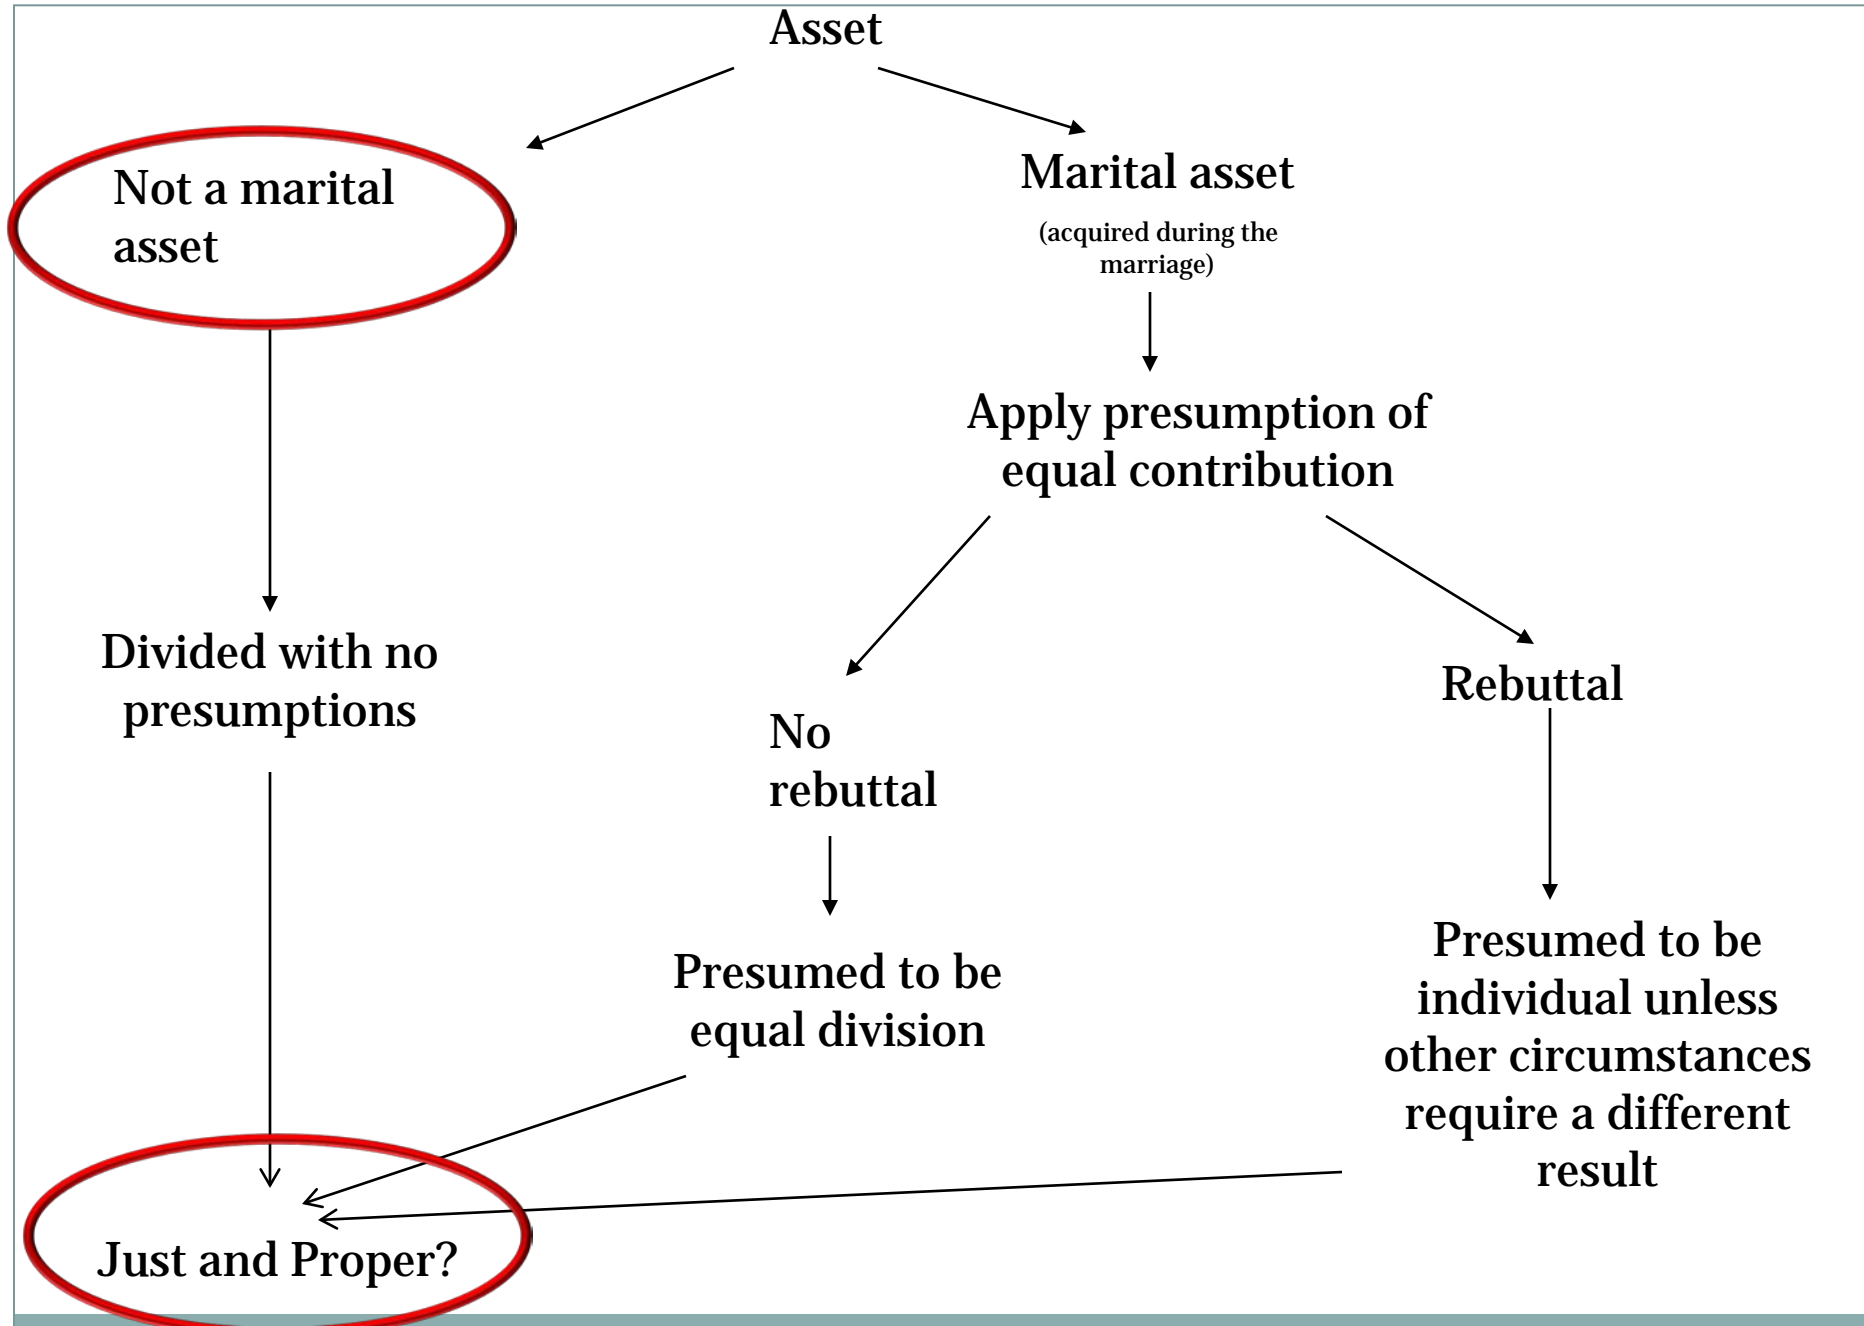 Asset
Not a marital
asset
Marital asset
(acquired during the
marriage)
Apply presumption of
equal contribution
Divided with no
presumptions
No
rebuttal
Rebuttal
Presumed to be
equal division
Presumed to be
individual unless
other circumstances
require a different
result
Just and Proper?